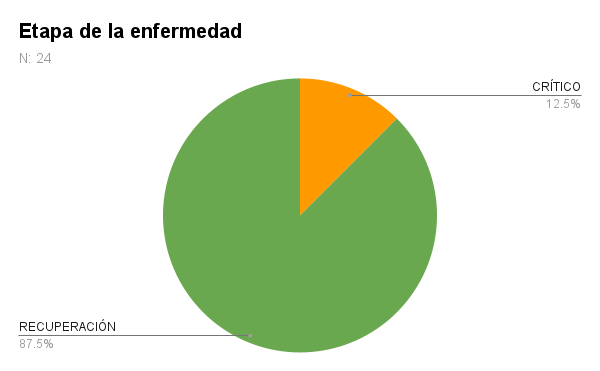 Etapa de la enfermedad
N: 24
CRÍTICO
12.5%
RECUPERACIÓN
87.5%